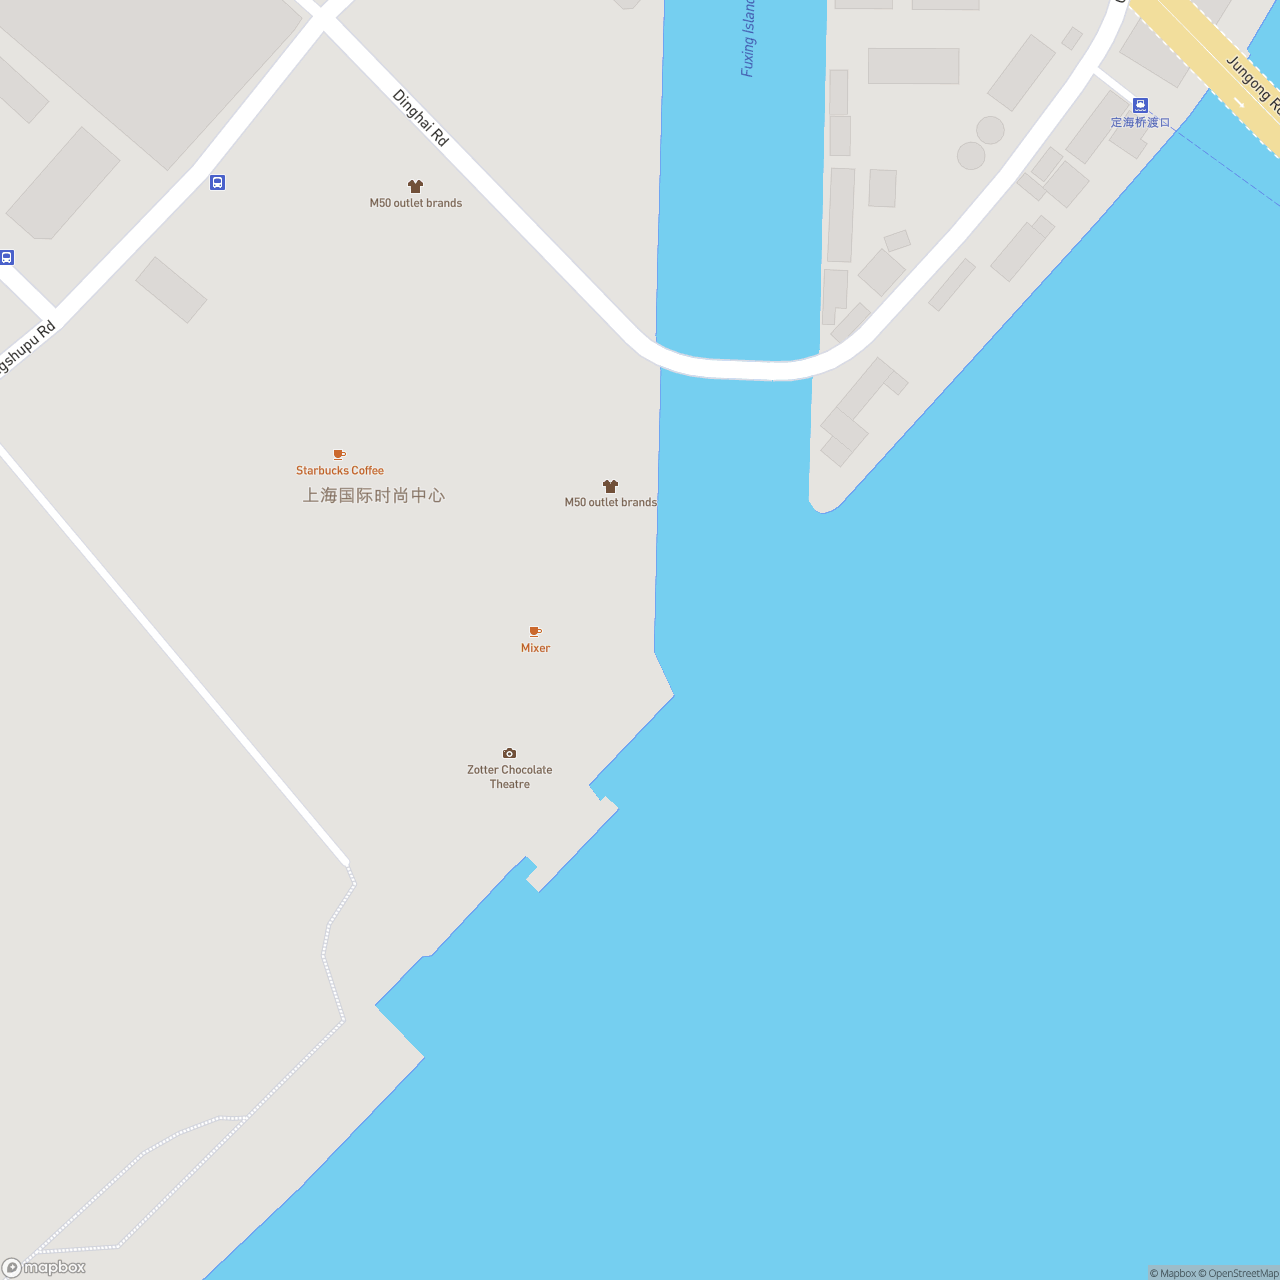 Fuxing Island
Jungong Rd
Dinghai Rd
定海桥渡口
M50 outlet brands
gshupu Rd
Starbucks Coffee
上海国际时尚中心
M50 outlet brands
Mixer
Zotter Chocolate
Theatre
mapbox
© Mapbox © OpenStreetMap